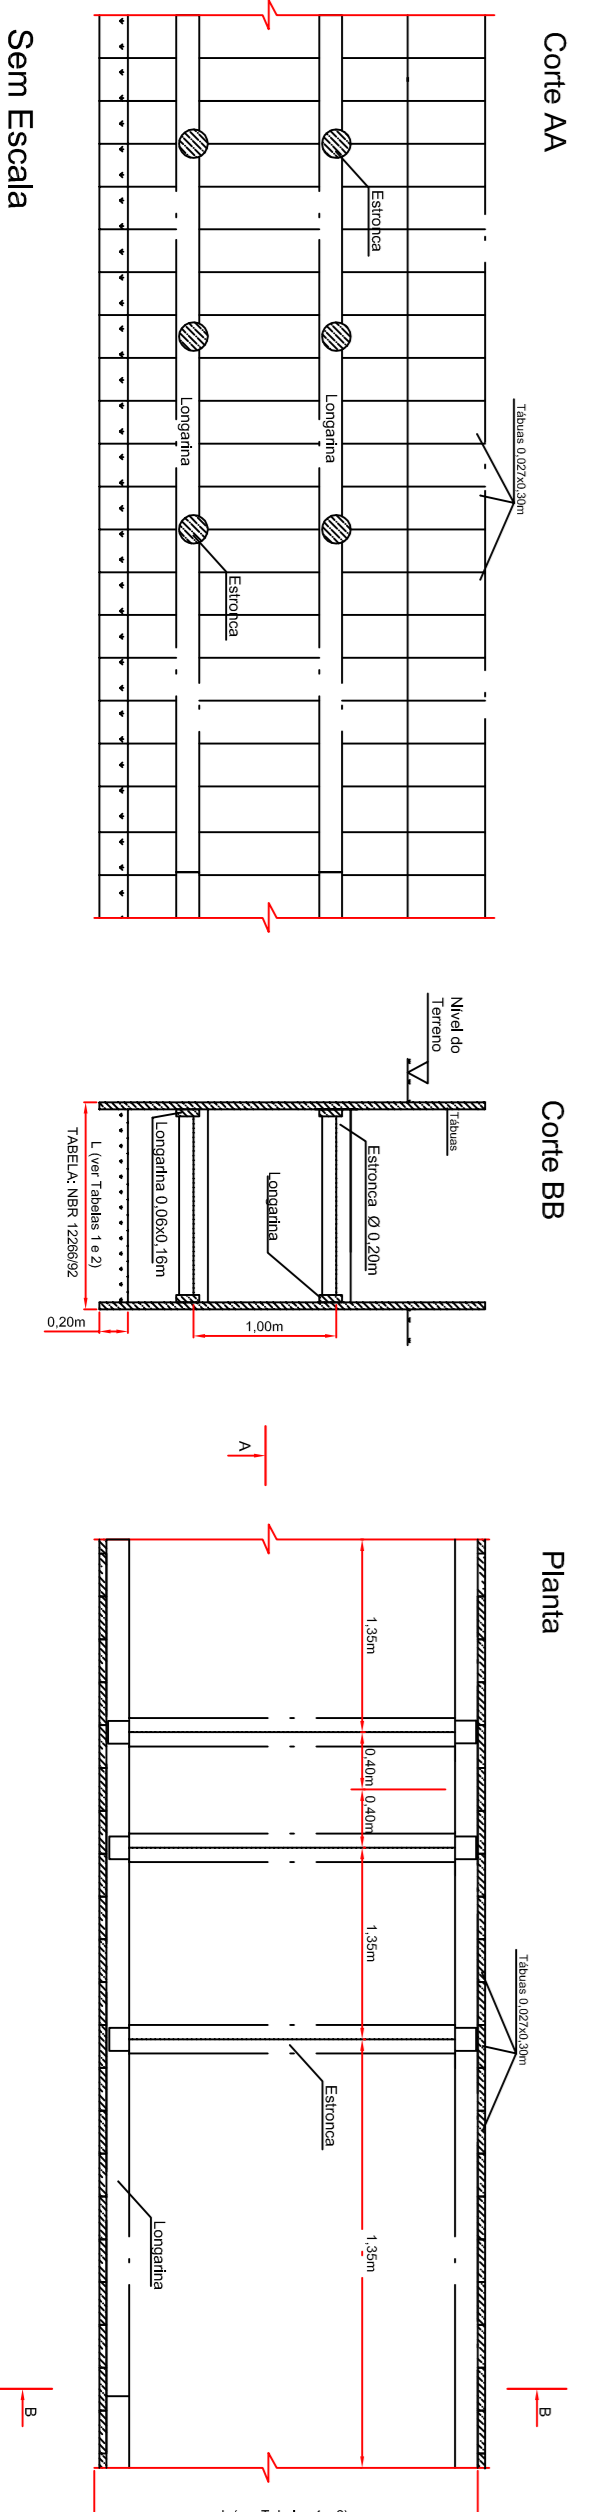 Corte AA
Estronca
Tábuas 0,027x0,30m
Longarina
Longarina
Estronca
Sem Escala
Corte BB
Nível do
Terreno
Tábuas
Estronca Ø 0,20m
Longarina
Longarina 0,06x0,16m
L (ver Tabelas 1 e 2)
TABELA: NBR 12266/92
1,00m
0,20m
Planta
A
1,35m
0,40m
0,40m
1,35m
1,35m
Tábuas 0,027x0,30m
Estronca
Longarina
B
B